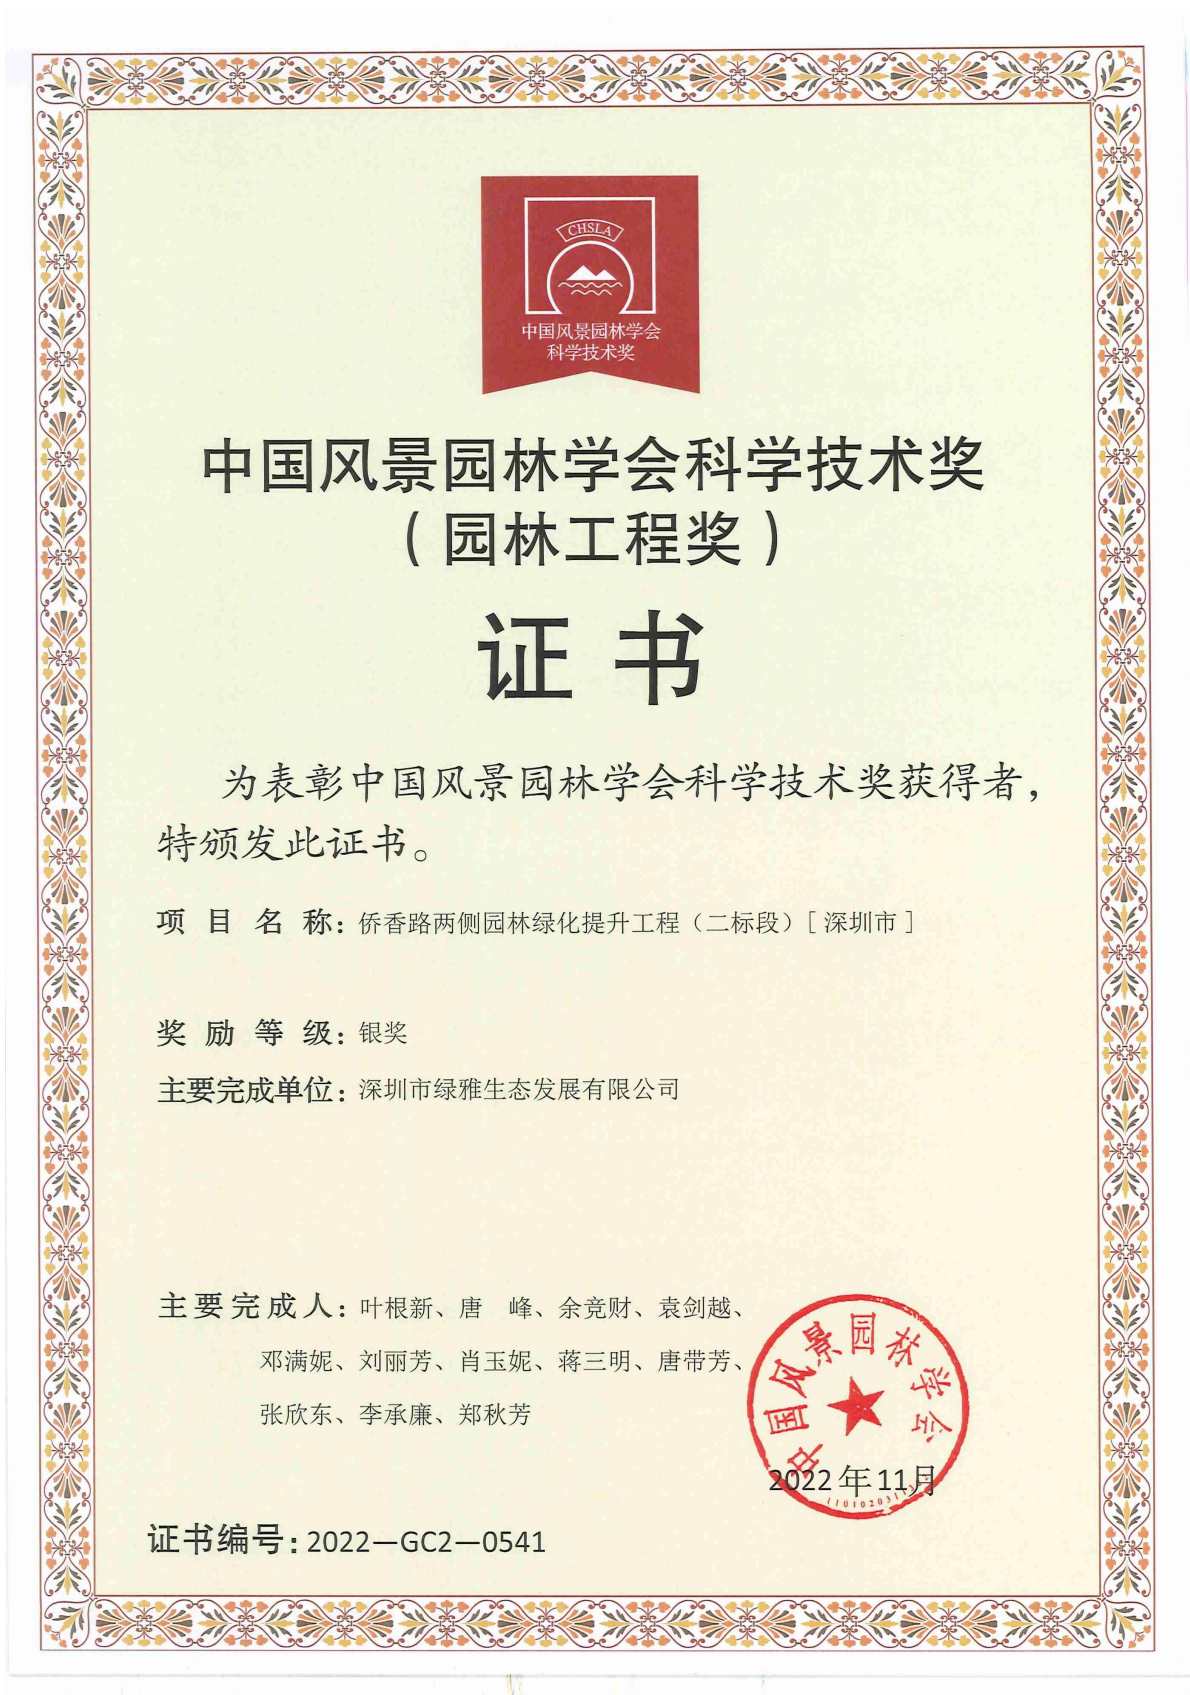 CHSLA
中国风景园林学会
科学技术奖
中国风景园林学会科学技术奖
（园林工程奖）
证书
为表彰中国风景园林学会科学技术奖获得者，
特颁发此证书。
项目名称：侨香路两侧园林绿化提升工程（二标段）[深圳市]
奖励等级：银奖
主要完成单位：深圳市绿雅生态发展有限公司
主要完成人：叶根新、唐　峰、余竞财、袁剑越、
邓满妮、刘丽芳、肖玉妮、蒋三明、唐带芳、
张欣东、李承廉、郑秋芳
中国风景园林学会
2022年11月
证书编号：2022—GC2—0541